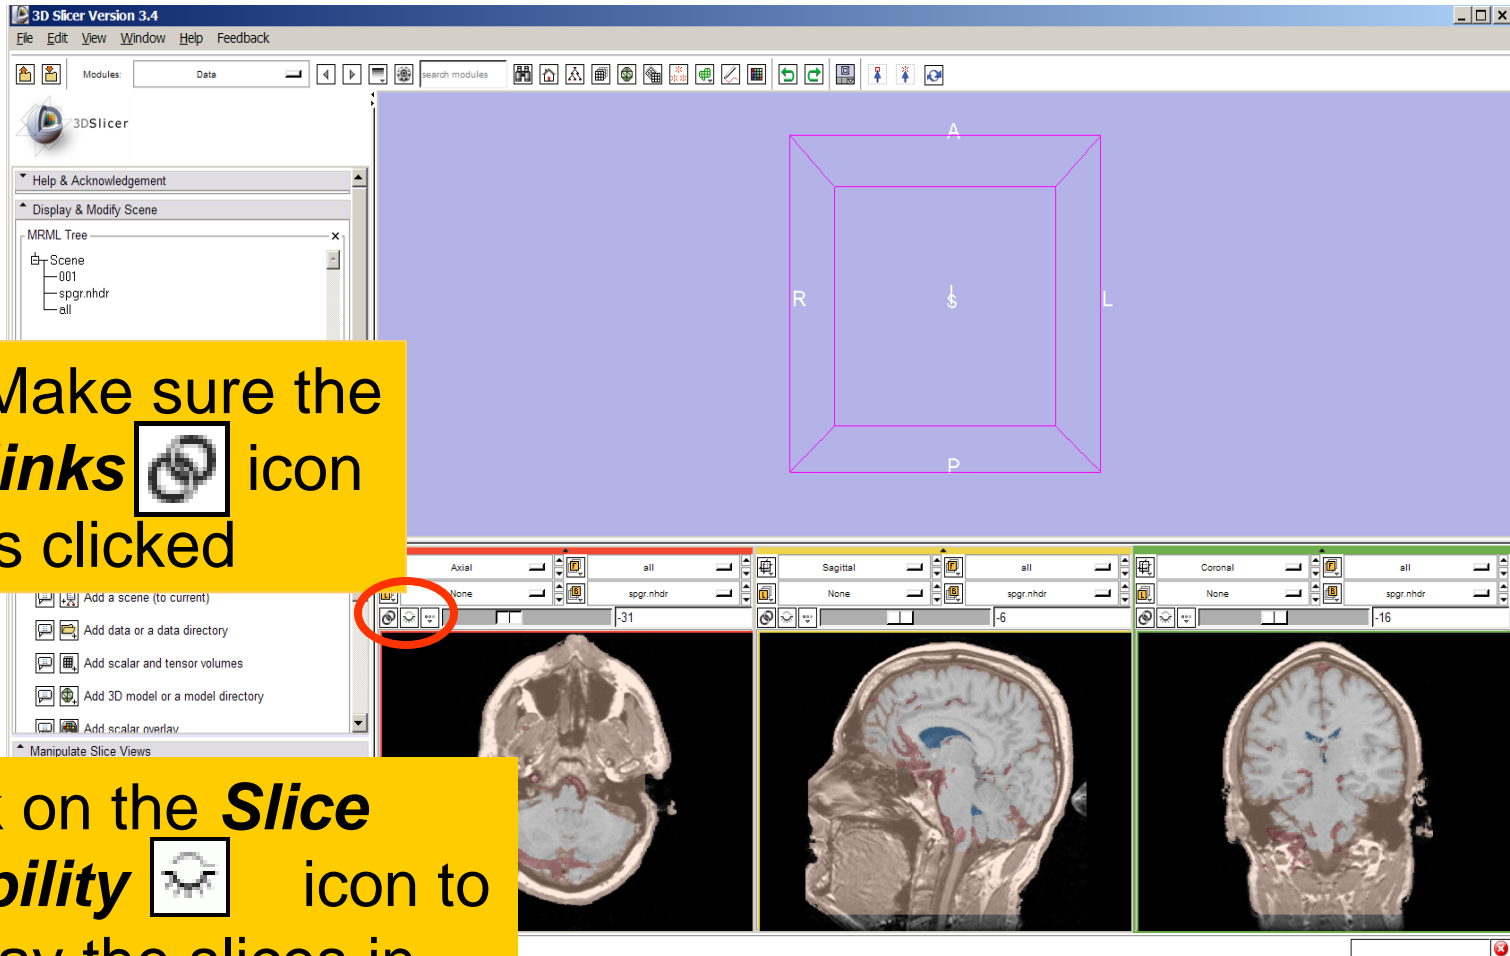 3D Slicer Version 3.4
File Edit View Window Help Feedback
Modules: Data search modules
3DSlicer
Help & Acknowledgement
Display & Modify Scene
MRML Tree x
Scene
001
spgr.nhdr
all
A
R
L
S
P
Make sure the
inks icon
s clicked
Axial all
None spgr.nhdr
-31
Sagittal all
None spgr.nhdr
-6
Coronal all
None spgr.nhdr
-16
Add a scene (to current)
Add data or a data directory
Add scalar and tensor volumes
Add 3D model or a model directory
Add scalar overlay
Manipulate Slice Views
on the Slice
bility icon to
ay the slices in